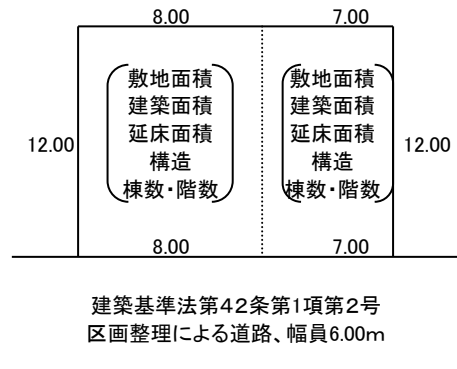 8.00 7.00
敷地面積 敷地面積
建築面積 建築面積
延床面積 延床面積
12.00 12.00
構造 構造
棟数・階数 棟数・階数
8.00 7.00
建築基準法第42条第1項第2号
区画整理による道路、幅員6.00m